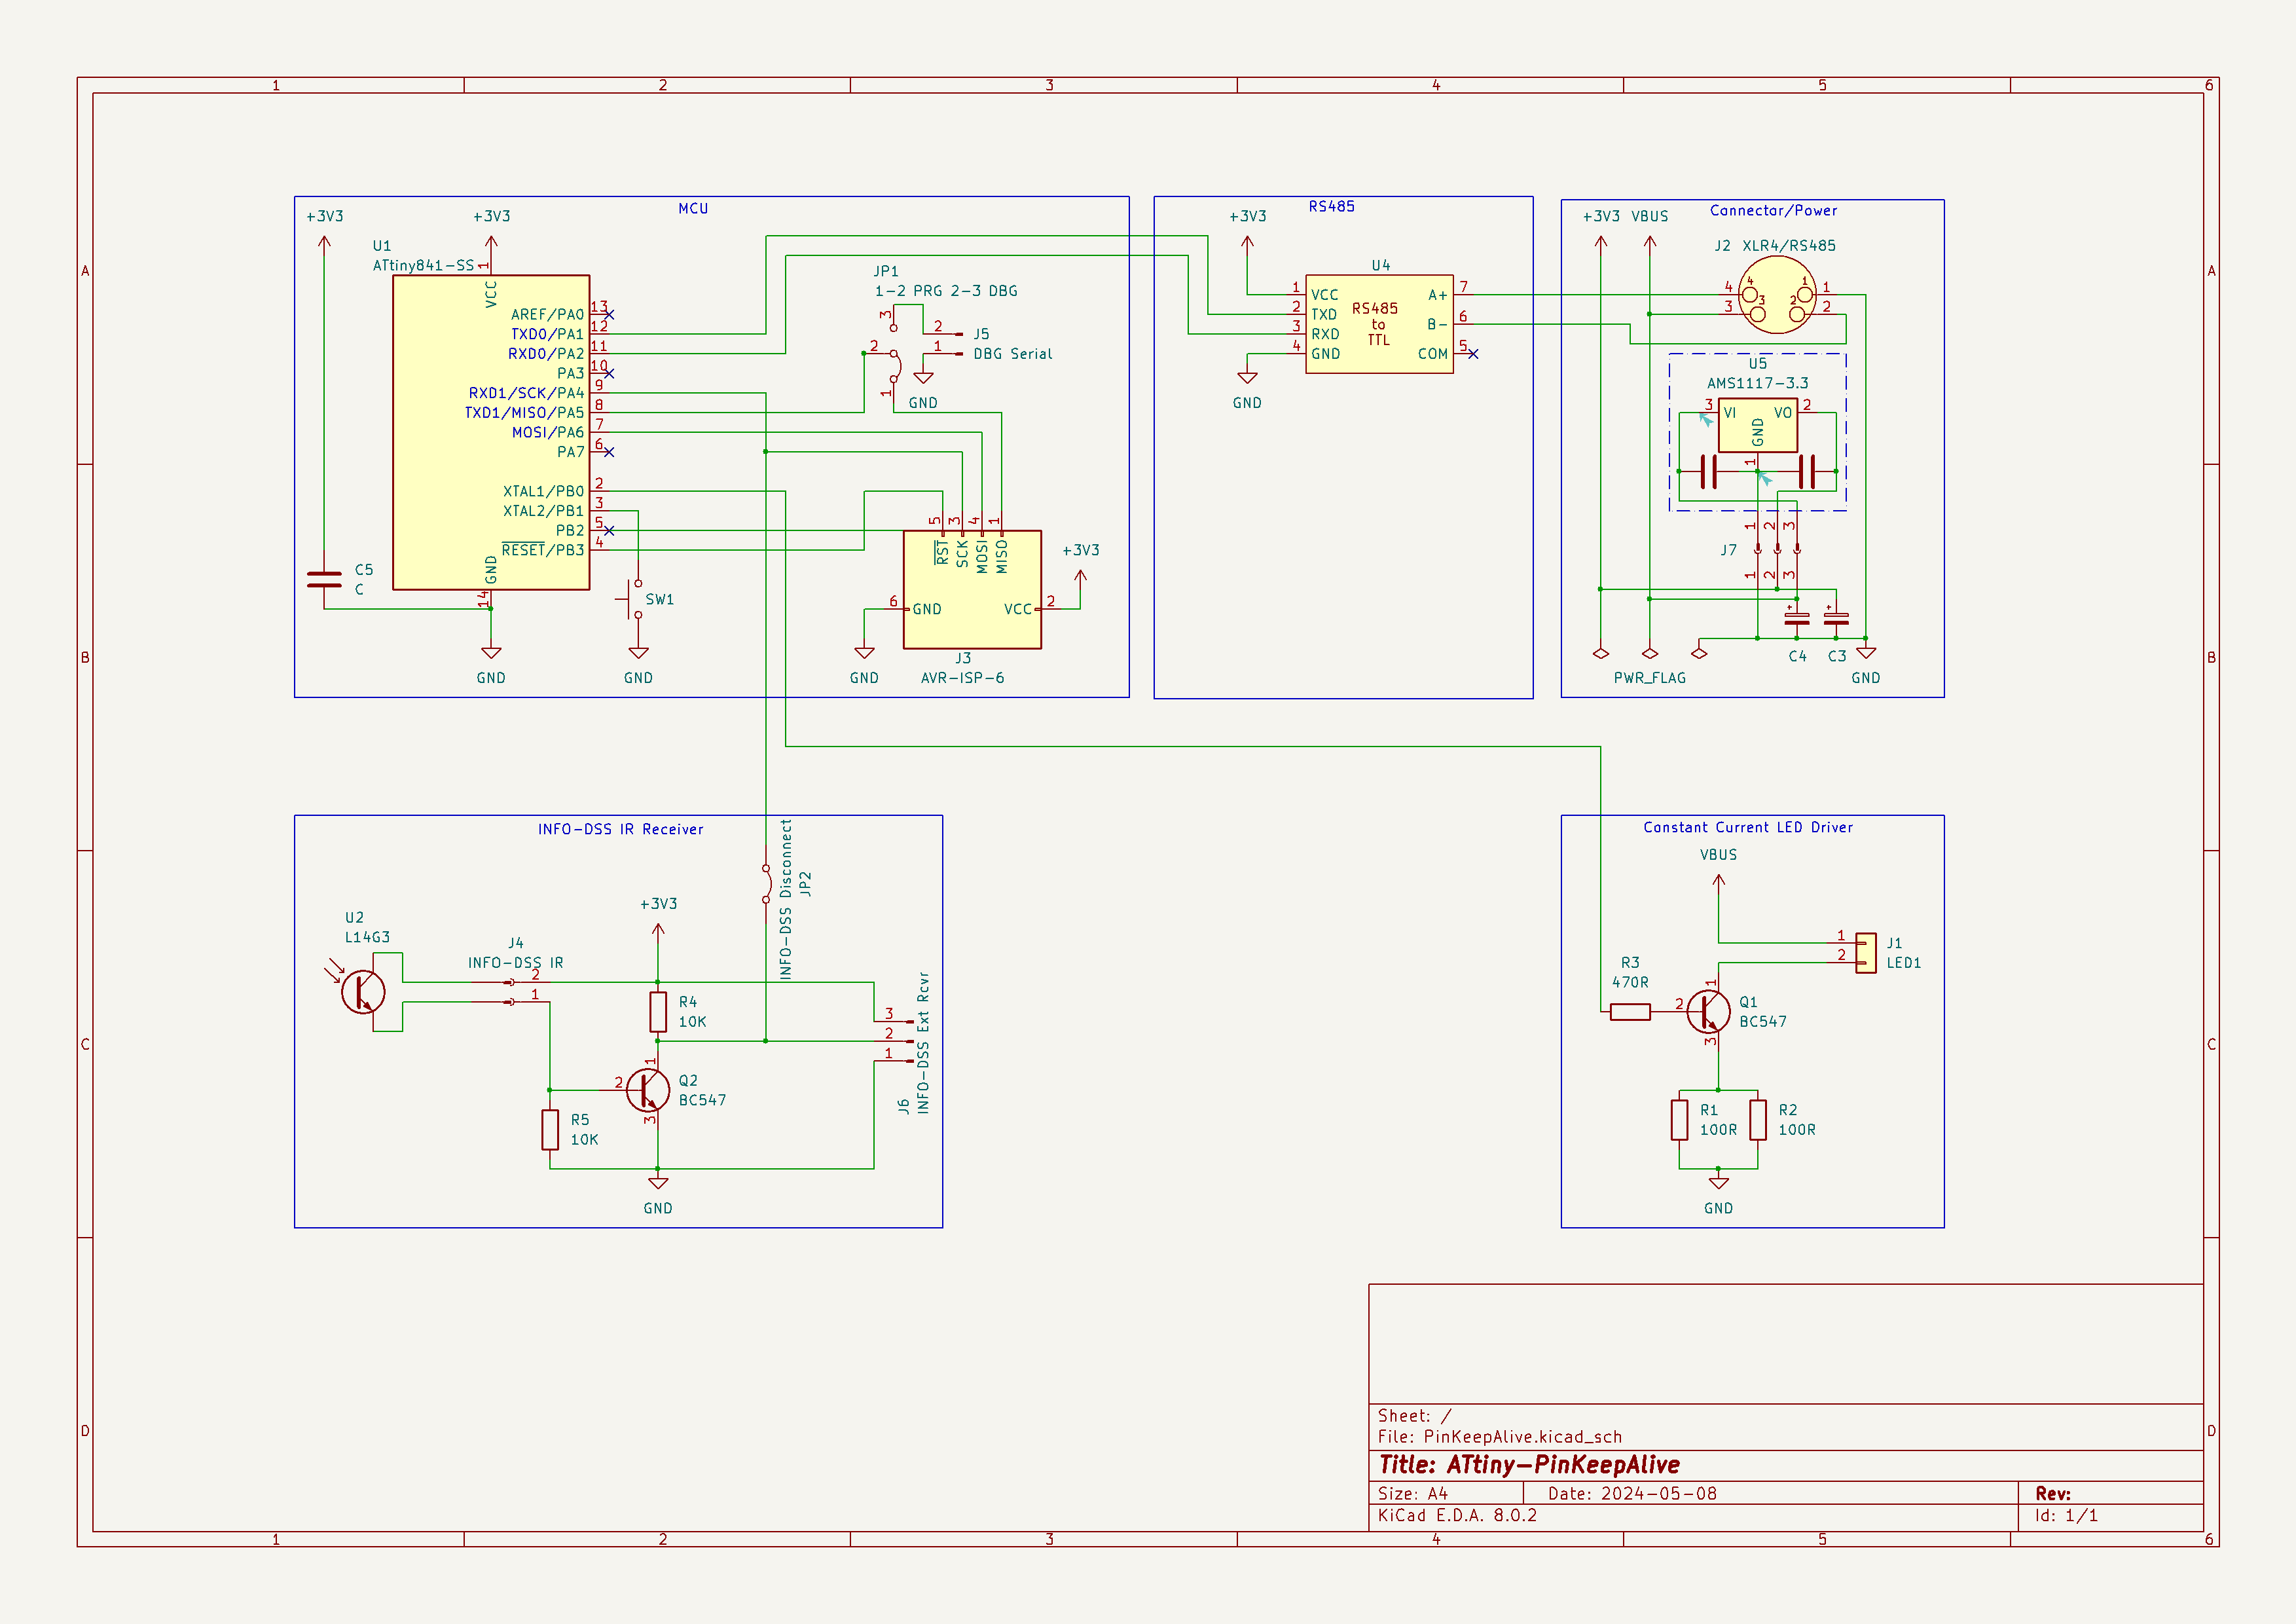 1 2 3 4 5 6
A
B
C
D
MCU
+3V3
+3V3
U1
ATtiny841-SS
1
VCC
AREF/PA0 13
TXD0/PA1 12
RXD0/PA2 11
PA3 10
RXD1/SCK/PA4 9
TXD1/MISO/PA5 8
MOSI/PA6 7
PA7 6
XTAL1/PB0 2
XTAL2/PB1 3
PB2 5
RESET/PB3 4
GND
14
GND
C5
C
SW1
GND
JP1
1-2 PRG 2-3 DBG
3
2
1
2
1
J5
DBG Serial
GND
5 3 4 1
RST SCK MOSI MISO
6 GND
VCC 2
+3V3
GND
J3
AVR-ISP-6
RS485
+3V3
U4
1 VCC
2 TXD
3 RXD
4 GND
RS485
to
TTL
A+ 7
B- 6
COM 5
GND
Connector/Power
+3V3 VBUS
J2 XLR4/RS485
4 4 1 1
3 3 2 2
U5
AMS1117-3.3
3 VI VO 2
GND
1
1 2 3
J7
1 2 3
C4 C3
PWR_FLAG
GND
INFO-DSS IR Receiver
U2
L14G3
J4
INFO-DSS IR
2
1
+3V3
R4
10K
INFO-DSS Disconnect
JP2
3
2
1
J6
INFO-DSS Ext Rcvr
1
2
3
Q2
BC547
R5
10K
GND
Constant Current LED Driver
VBUS
1
2
J1
LED1
R3
470R
1
2
3
Q1
BC547
R1
100R
R2
100R
GND
Sheet: /
File: PinKeepAlive.kicad_sch
Title: ATtiny-PinKeepAlive
Size: A4 Date: 2024-05-08 Rev:
KiCad E.D.A. 8.0.2 Id: 1/1
A
B
C
D
1 2 3 4 5 6